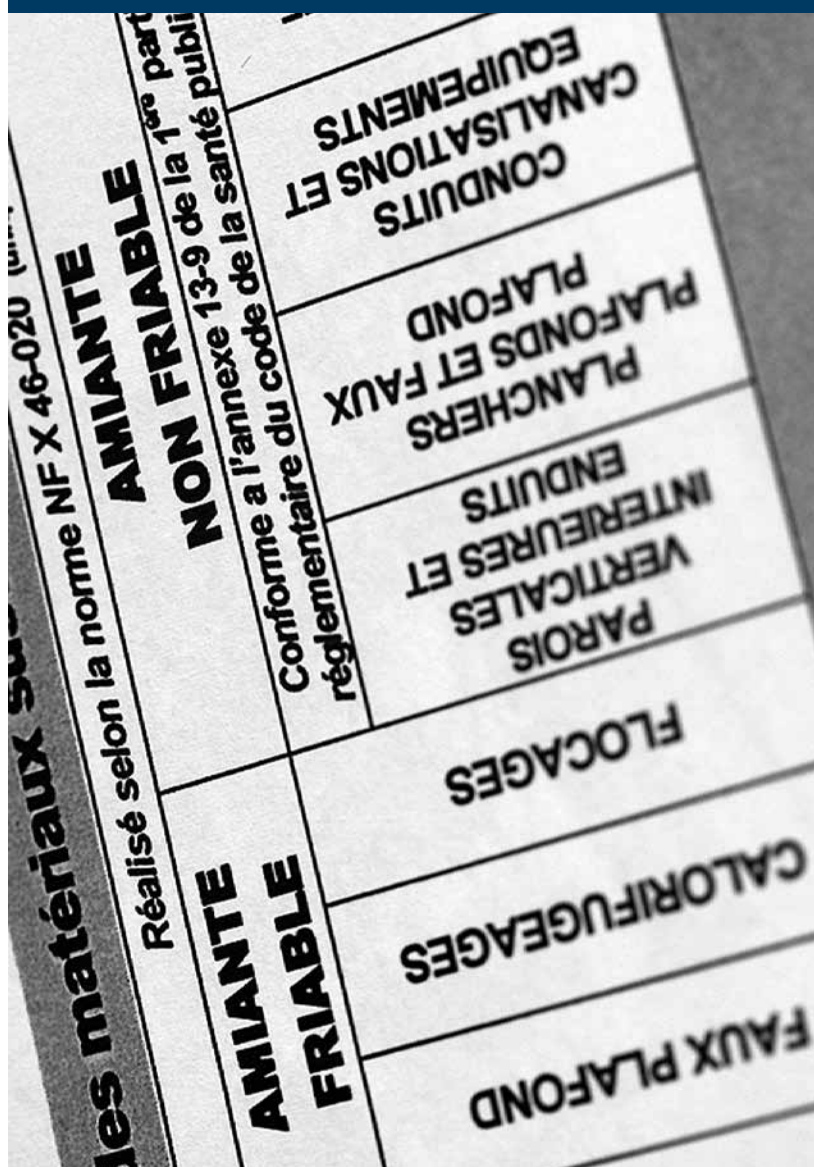 des matériaux
Réalisé selon la norme NF X 46-020
AMIANTE
FRIABLE
AMIANTE
NON FRIABLE
Conforme a l'annexe 13-9 de la 1ère
réglementaire du code de la santé
FAUX PLAFOND
CALORIFUGEAGES
FLOCAGES
PAROIS
VERTICALES
INTERIEURES ET
ENDUITS
PLANCHERS
PLAFONDS ET FAUX
PLAFOND
CONDUITS
CANALISATIONS ET
EQUIPEMENTS